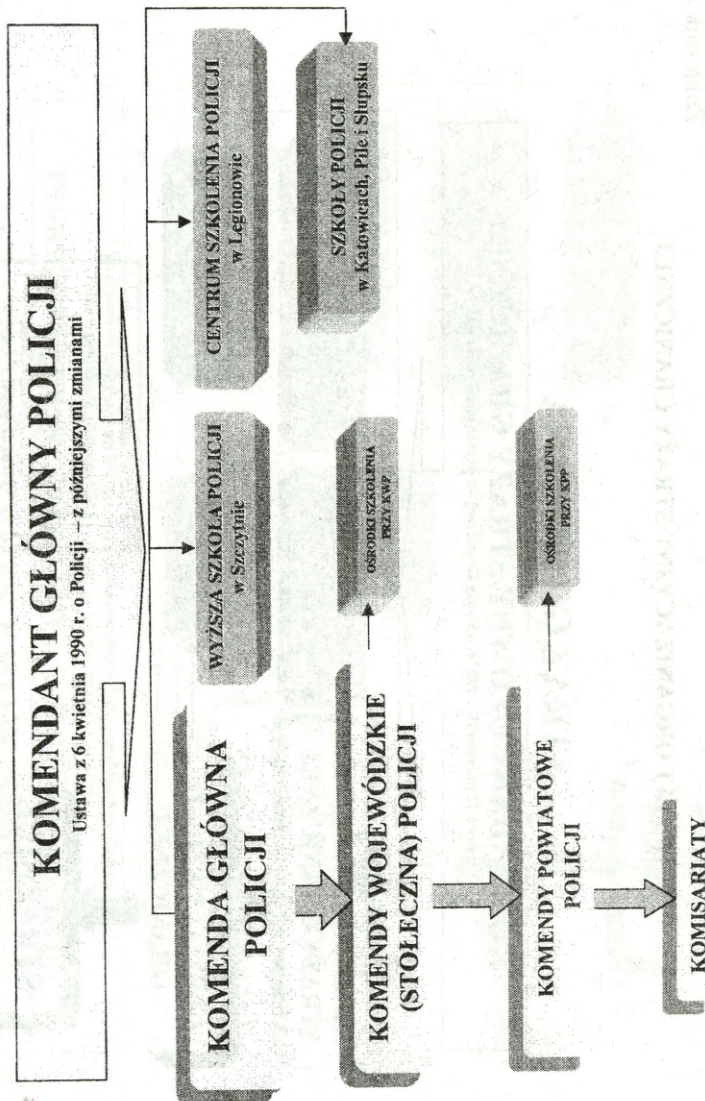 KOMENDANT GŁÓWNY POLICJI
Ustawa z 6 kwietnia 1990 r. o Policji – z późniejszymi zmianami
KOMENDA GŁÓWNA
POLICJI
WYŻSZA SZKOŁA POLICJI
w Szczytnie
CENTRUM SZKOLENIA POLICJI
w Legionowie
SZKOŁY POLICJI
w Katowicach, Pile i Słupsku
KOMENDY WOJEWÓDZKIE
(STOŁECZNA) POLICJI
OŚRODKI SZKOLENIA
PRZY KWP
KOMENDY POWIATOWE
POLICJI
OŚRODKI SZKOLENIA
PRZY KPP
KOMISARIATY